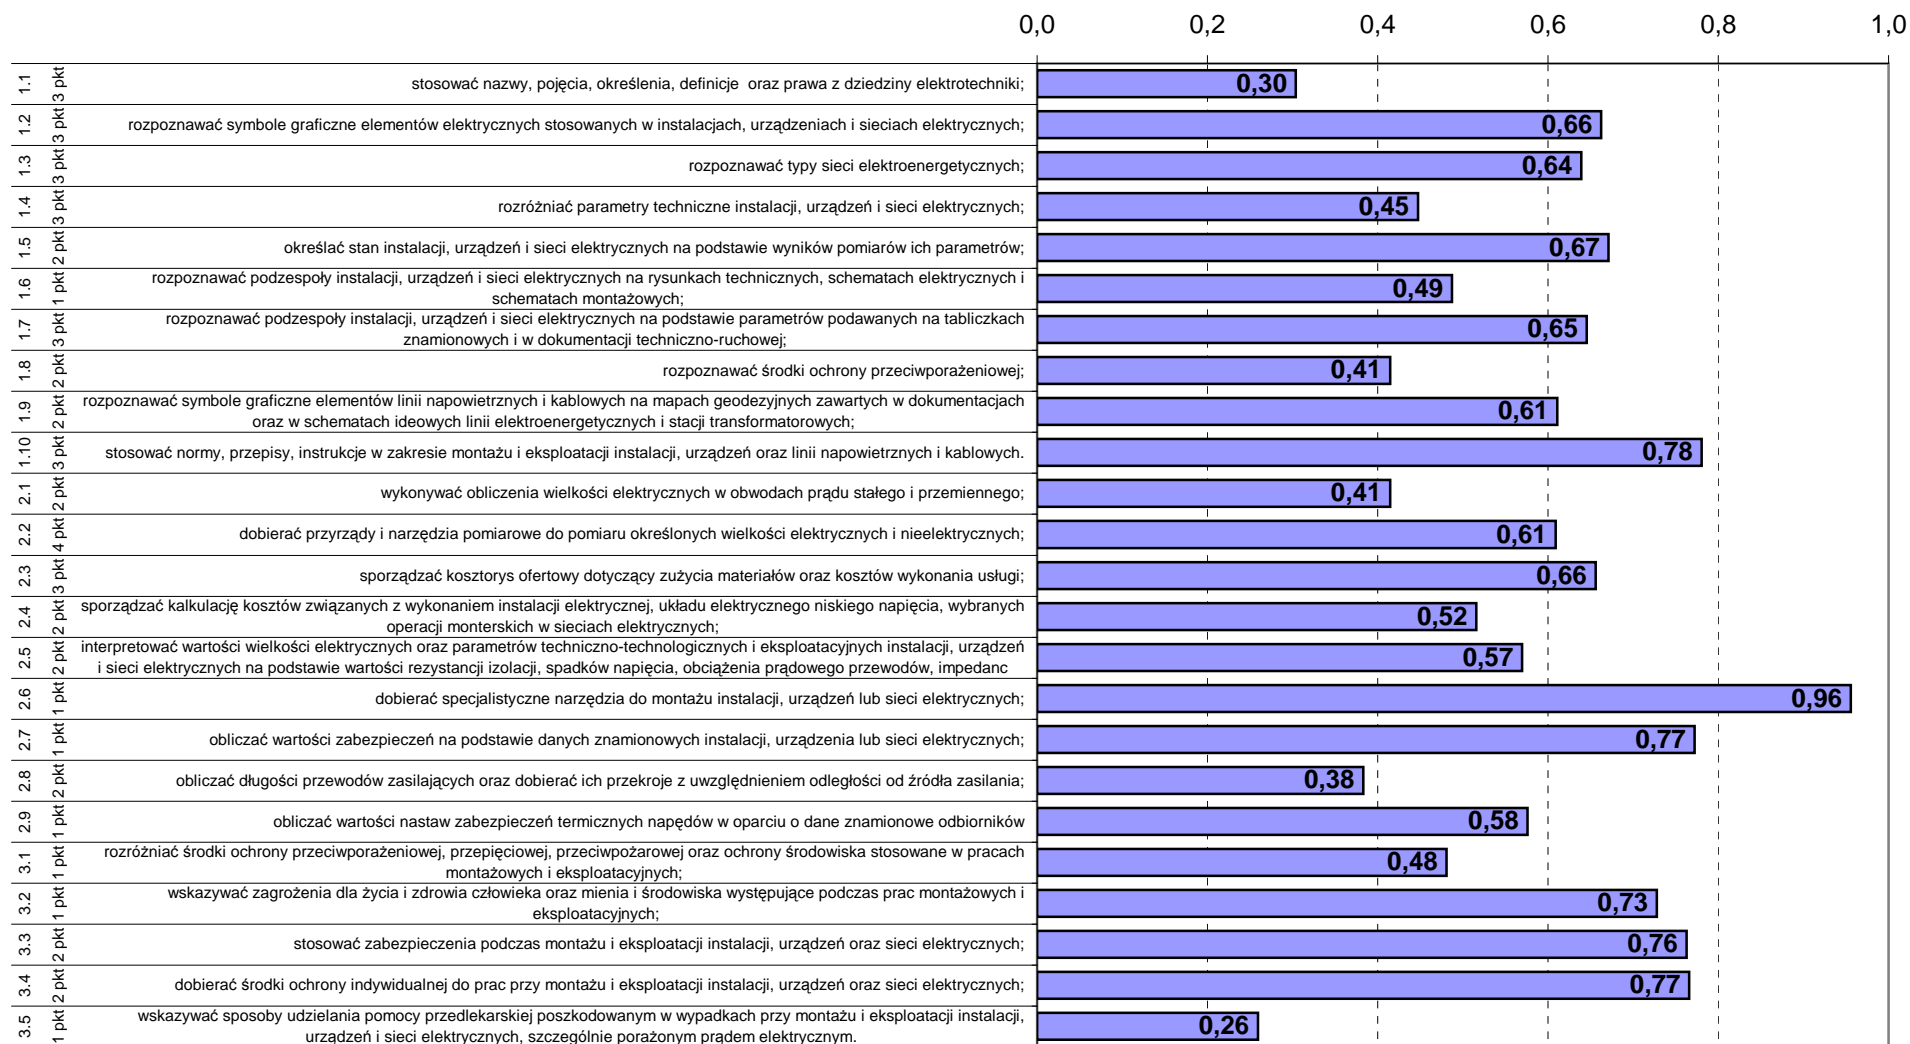 0,0 0,2 0,4 0,6 0,8 1,0
1.1 3 pkt stosować nazwy, pojęcia, określenia, definicje oraz prawa z dziedziny elektrotechniki; 0,30
1.2 3 pkt rozpoznawać symbole graficzne elementów elektrycznych stosowanych w instalacjach, urządzeniach i sieciach elektrycznych; 0,66
1.3 3 pkt rozpoznawać typy sieci elektroenergetycznych; 0,64
1.4 3 pkt rozróżniać parametry techniczne instalacji, urządzeń i sieci elektrycznych; 0,45
1.5 2 pkt określać stan instalacji, urządzeń i sieci elektrycznych na podstawie wyników pomiarów ich parametrów; 0,67
1.6 1 pkt rozpoznawać podzespoły instalacji, urządzeń i sieci elektrycznych na rysunkach technicznych, schematach elektrycznych i
schematach montażowych; 0,49
1.7 3 pkt rozpoznawać podzespoły instalacji, urządzeń i sieci elektrycznych na podstawie parametrów podawanych na tabliczkach
znamionowych i w dokumentacji techniczno-ruchowej; 0,65
1.8 2 pkt rozpoznawać środki ochrony przeciwporażeniowej; 0,41
1.9 2 pkt rozpoznawać symbole graficzne elementów linii napowietrznych i kablowych na mapach geodezyjnych zawartych w dokumentacjach
oraz w schematach ideowych linii elektroenergetycznych i stacji transformatorowych; 0,61
1.10 3 pkt stosować normy, przepisy, instrukcje w zakresie montażu i eksploatacji instalacji, urządzeń oraz linii napowietrznych i kablowych. 0,78
2.1 2 pkt wykonywać obliczenia wielkości elektrycznych w obwodach prądu stałego i przemiennego; 0,41
2.2 4 pkt dobierać przyrządy i narzędzia pomiarowe do pomiaru określonych wielkości elektrycznych i nieelektrycznych; 0,61
2.3 3 pkt sporządzać kosztorys ofertowy dotyczący zużycia materiałów oraz kosztów wykonania usługi; 0,66
2.4 2 pkt sporządzać kalkulację kosztów związanych z wykonaniem instalacji elektrycznej, układu elektrycznego niskiego napięcia, wybranych
operacji monterskich w sieciach elektrycznych; 0,52
2.5 2 pkt interpretować wartości wielkości elektrycznych oraz parametrów techniczno-technologicznych i eksploatacyjnych instalacji, urządzeń
i sieci elektrycznych na podstawie wartości rezystancji izolacji, spadków napięcia, obciążenia prądowego przewodów, impedanc 0,57
2.6 1 pkt dobierać specjalistyczne narzędzia do montażu instalacji, urządzeń lub sieci elektrycznych; 0,96
2.7 1 pkt obliczać wartości zabezpieczeń na podstawie danych znamionowych instalacji, urządzenia lub sieci elektrycznych; 0,77
2.8 2 pkt obliczać długości przewodów zasilających oraz dobierać ich przekroje z uwzględnieniem odległości od źródła zasilania; 0,38
2.9 1 pkt obliczać wartości nastaw zabezpieczeń termicznych napędów w oparciu o dane znamionowe odbiorników 0,58
3.1 1 pkt rozróżniać środki ochrony przeciwporażeniowej, przepięciowej, przeciwpożarowej oraz ochrony środowiska stosowane w pracach
montażowych i eksploatacyjnych; 0,48
3.2 1 pkt wskazywać zagrożenia dla życia i zdrowia człowieka oraz mienia i środowiska występujące podczas prac montażowych i
eksploatacyjnych; 0,73
3.3 2 pkt stosować zabezpieczenia podczas montażu i eksploatacji instalacji, urządzeń oraz sieci elektrycznych; 0,76
3.4 2 pkt dobierać środki ochrony indywidualnej do prac przy montażu i eksploatacji instalacji, urządzeń oraz sieci elektrycznych; 0,77
3.5 1 pkt wskazywać sposoby udzielania pomocy przedlekarskiej poszkodowanym w wypadkach przy montażu i eksploatacji instalacji,
urządzeń i sieci elektrycznych, szczególnie porażonym prądem elektrycznym. 0,26